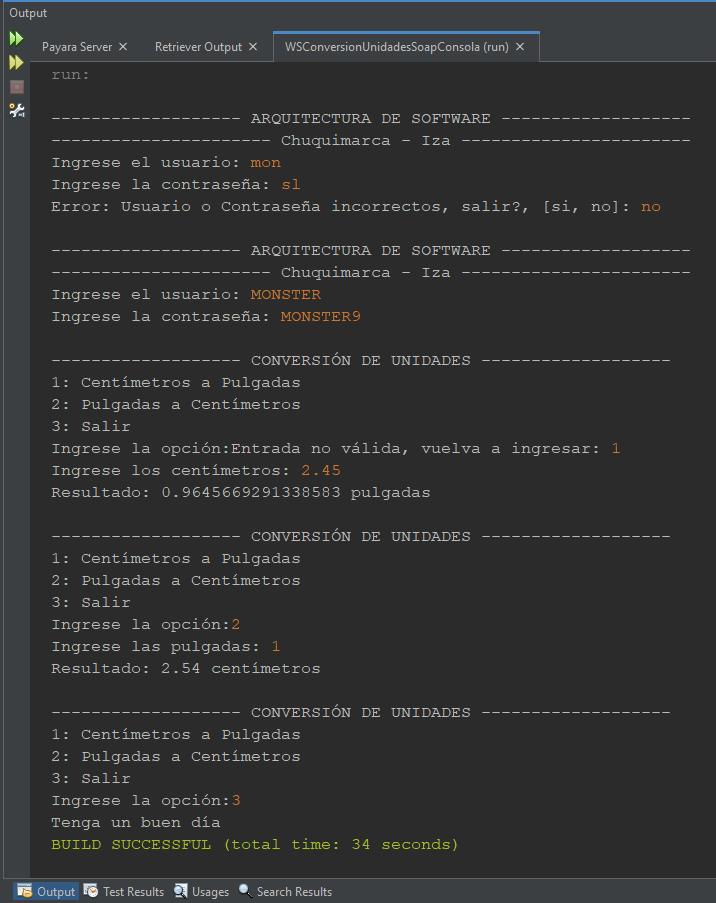 Output
Payara Server × Retriever Output × WSConversionUnidadesSoapConsola (run) ×
run:
------------------- ARQUITECTURA DE SOFTWARE -------------------
---------------------- Chuquimarca - Iza -----------------------
Ingrese el usuario: mon
Ingrese la contraseña: sl
Error: Usuario o Contraseña incorrectos, salir?, [si, no]: no
------------------- ARQUITECTURA DE SOFTWARE -------------------
---------------------- Chuquimarca - Iza -----------------------
Ingrese el usuario: MONSTER
Ingrese la contraseña: MONSTER9
------------------- CONVERSIÓN DE UNIDADES -------------------
1: Centímetros a Pulgadas
2: Pulgadas a Centímetros
3: Salir
Ingrese la opción:Entrada no válida, vuelva a ingresar: 1
Ingrese los centímetros: 2.45
Resultado: 0.9645669291338583 pulgadas
------------------- CONVERSIÓN DE UNIDADES -------------------
1: Centímetros a Pulgadas
2: Pulgadas a Centímetros
3: Salir
Ingrese la opción:2
Ingrese las pulgadas: 1
Resultado: 2.54 centímetros
------------------- CONVERSIÓN DE UNIDADES -------------------
1: Centímetros a Pulgadas
2: Pulgadas a Centímetros
3: Salir
Ingrese la opción:3
Tenga un buen día
BUILD SUCCESSFUL (total time: 34 seconds)
Output Test Results Usages Search Results